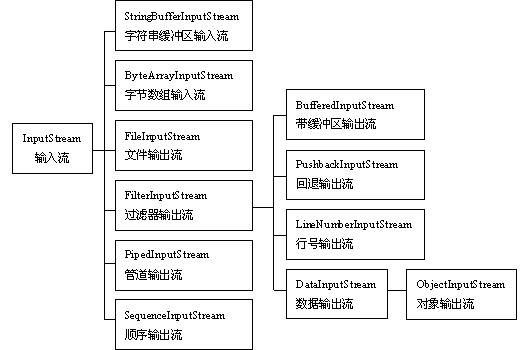 StringBufferInputStream
字符串缓冲区输入流
ByteArrayInputStream
字节数组输入流
InputStream
输入流
FileInputStream
文件输出流
FilterInputStream
过滤器输出流
PipedInputStream
管道输出流
SequenceInputStream
顺序输出流
BufferedInputStream
带缓冲区输出流
PushbackInputStream
回退输出流
LineNumberInputStream
行号输出流
DataInputStream
数据输出流
ObjectInputStream
对象输出流